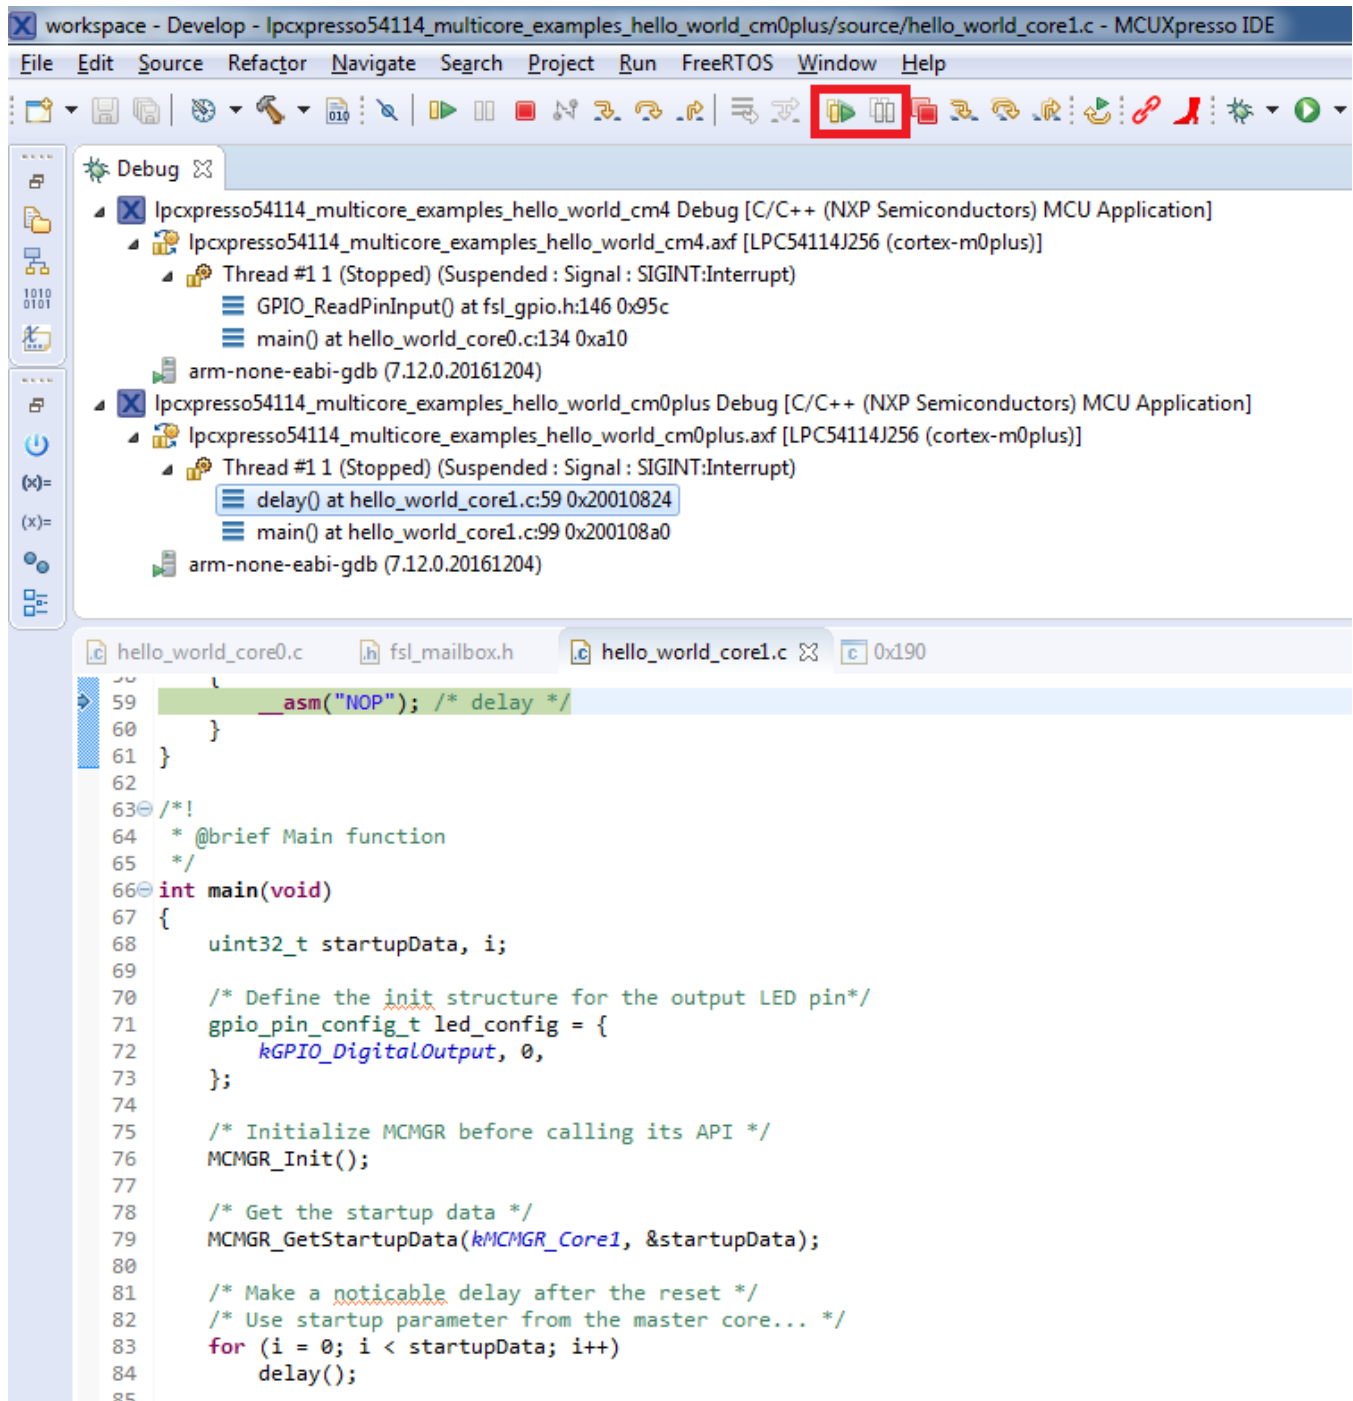 workspace - Develop - lpcxpresso54114_multicore_examples_hello_world_cm0plus/source/hello_world_core1.c - MCUXpresso IDE
File Edit Source Refactor Navigate Search Project Run FreeRTOS Window Help
010
Debug
lpcxpresso54114_multicore_examples_hello_world_cm4 Debug [C/C++ (NXP Semiconductors) MCU Application]
lpcxpresso54114_multicore_examples_hello_world_cm4.axf [LPC54114J256 (cortex-m0plus)]
Thread #1 1 (Stopped) (Suspended : Signal : SIGINT:Interrupt)
GPIO_ReadPinInput() at fsl_gpio.h:146 0x95c
main() at hello_world_core0.c:134 0xa10
arm-none-eabi-gdb (7.12.0.20161204)
lpcxpresso54114_multicore_examples_hello_world_cm0plus Debug [C/C++ (NXP Semiconductors) MCU Application]
lpcxpresso54114_multicore_examples_hello_world_cm0plus.axf [LPC54114J256 (cortex-m0plus)]
Thread #1 1 (Stopped) (Suspended : Signal : SIGINT:Interrupt)
delay() at hello_world_core1.c:59 0x20010824
main() at hello_world_core1.c:99 0x200108a0
arm-none-eabi-gdb (7.12.0.20161204)
1010
0101
(x)=
(x)=
.c hello_world_core0.c .h fsl_mailbox.h .c hello_world_core1.c c 0x190
58 {
59 __asm("NOP"); /* delay */
60 }
61 }
62
63 /*!
64 * @brief Main function
65 */
66 int main(void)
67 {
68 uint32_t startupData, i;
69
70 /* Define the init structure for the output LED pin*/
71 gpio_pin_config_t led_config = {
72 kGPIO_DigitalOutput, 0,
73 };
74
75 /* Initialize MCMGR before calling its API */
76 MCMGR_Init();
77
78 /* Get the startup data */
79 MCMGR_GetStartupData(kMCMGR_Core1, &startupData);
80
81 /* Make a noticable delay after the reset */
82 /* Use startup parameter from the master core... */
83 for (i = 0; i < startupData; i++)
84 delay();
85